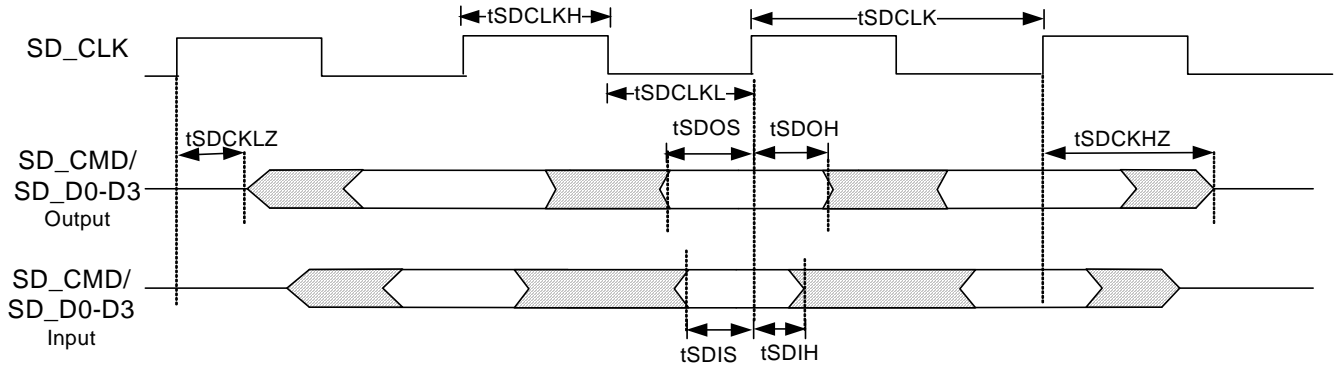 tSDCLKH
tSDCLK
SD_CLK
tSDCLKL
tSDCKLZ
tSDOS
tSDOH
tSDCKHZ
SD_CMD/
SD_D0-D3
Output
SD_CMD/
SD_D0-D3
Input
tSDIS
tSDIH